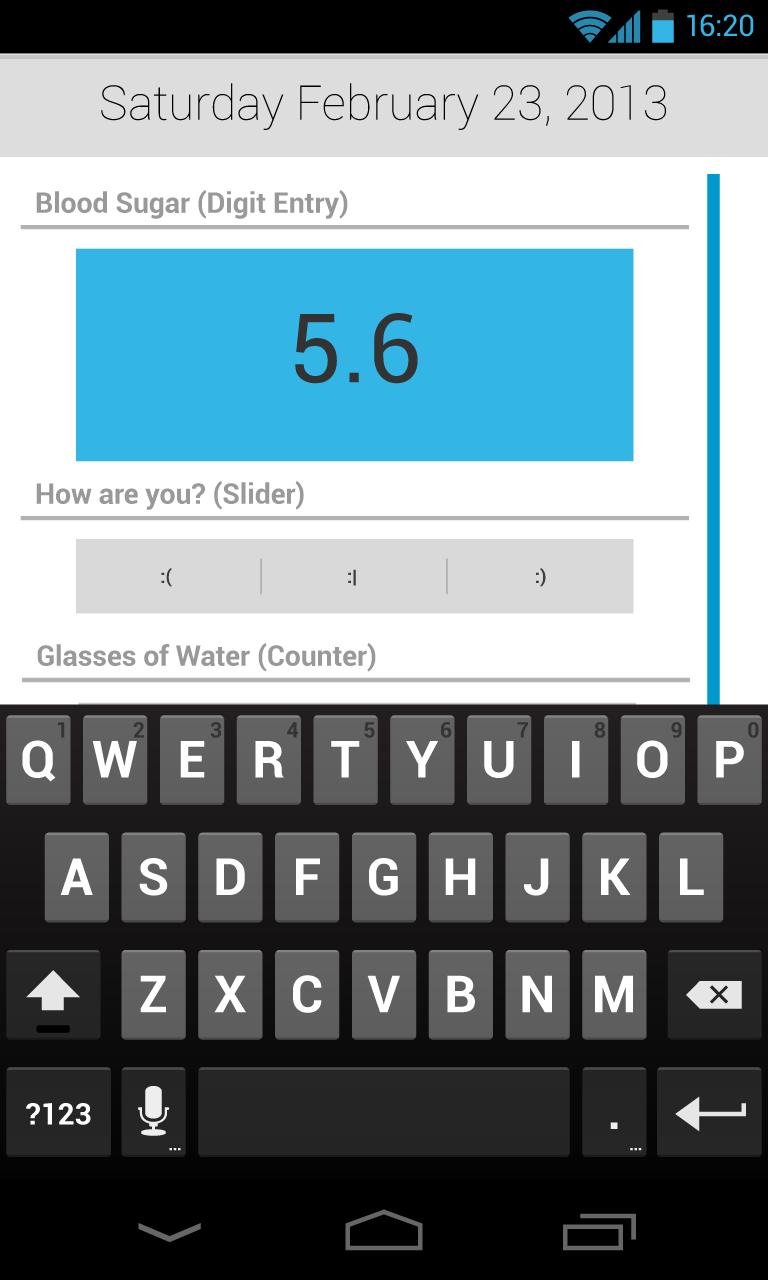 16:20
Saturday February 23, 2013
Blood Sugar (Digit Entry)
5.6
How are you? (Slider)
:( :| :)
Glasses of Water (Counter)
1 2 3 4 5 6 7 8 9 0
Q W E R T Y U I O P
A S D F G H J K L
Z X C V B N M
?123 ... . ...